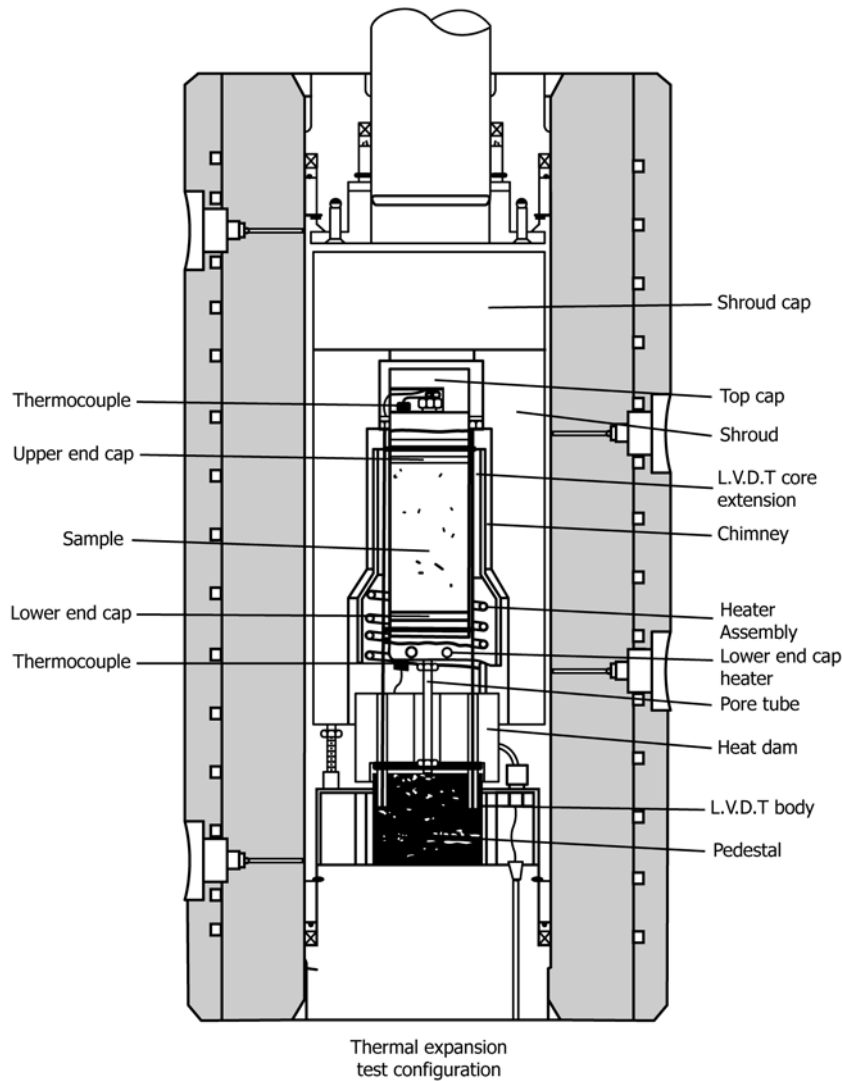 Shroud cap
Thermocouple
Top cap
Shroud
Upper end cap
L.V.D.T core
extension
Sample
Chimney
Lower end cap
Heater
Assembly
Thermocouple
Lower end cap
heater
Pore tube
Heat dam
L.V.D.T body
Pedestal
Thermal expansion
test configuration